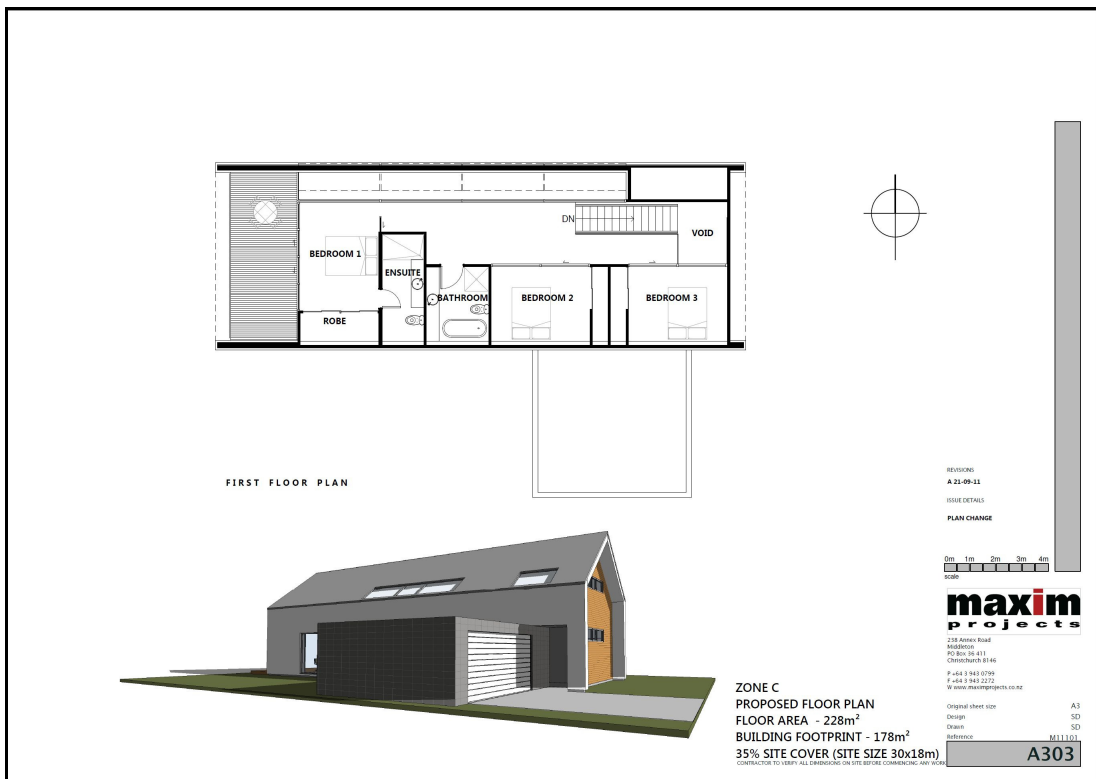 DN
VOID
BEDROOM 1
ENSUITE
BATHROOM
BEDROOM 2
BEDROOM 3
ROBE
FIRST FLOOR PLAN
REVISIONS
A 21-09-11
ISSUE DETAILS
PLAN CHANGE
0m 1m 2m 3m 4m
scale
maxim
projects
238 Annex Road
Middleton
PO Box 36 411
Christchurch 8146
P +64 3 943 0799
F +64 3 943 2272
W www.maximprojects.co.nz
Original sheet size A3
Design SD
Drawn SD
Reference M11101
A303
ZONE C
PROPOSED FLOOR PLAN
FLOOR AREA - 228m²
BUILDING FOOTPRINT - 178m²
35% SITE COVER (SITE SIZE 30x18m)
CONTRACTOR TO VERIFY ALL DIMENSIONS ON SITE BEFORE COMMENCING ANY WORK